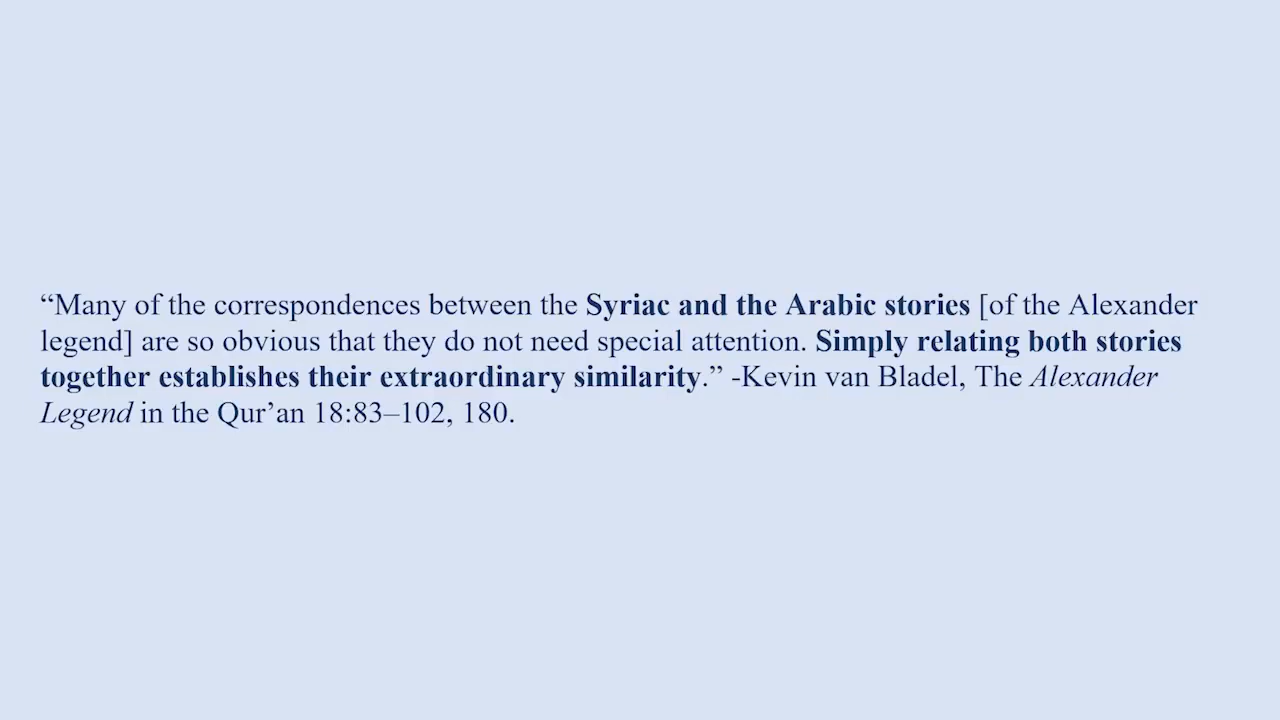 “Many of the correspondences between the Syriac and the Arabic stories [of the Alexander
legend] are so obvious that they do not need special attention. Simply relating both stories
together establishes their extraordinary similarity.” -Kevin van Bladel, The Alexander
Legend in the Qur’an 18:83–102, 180.